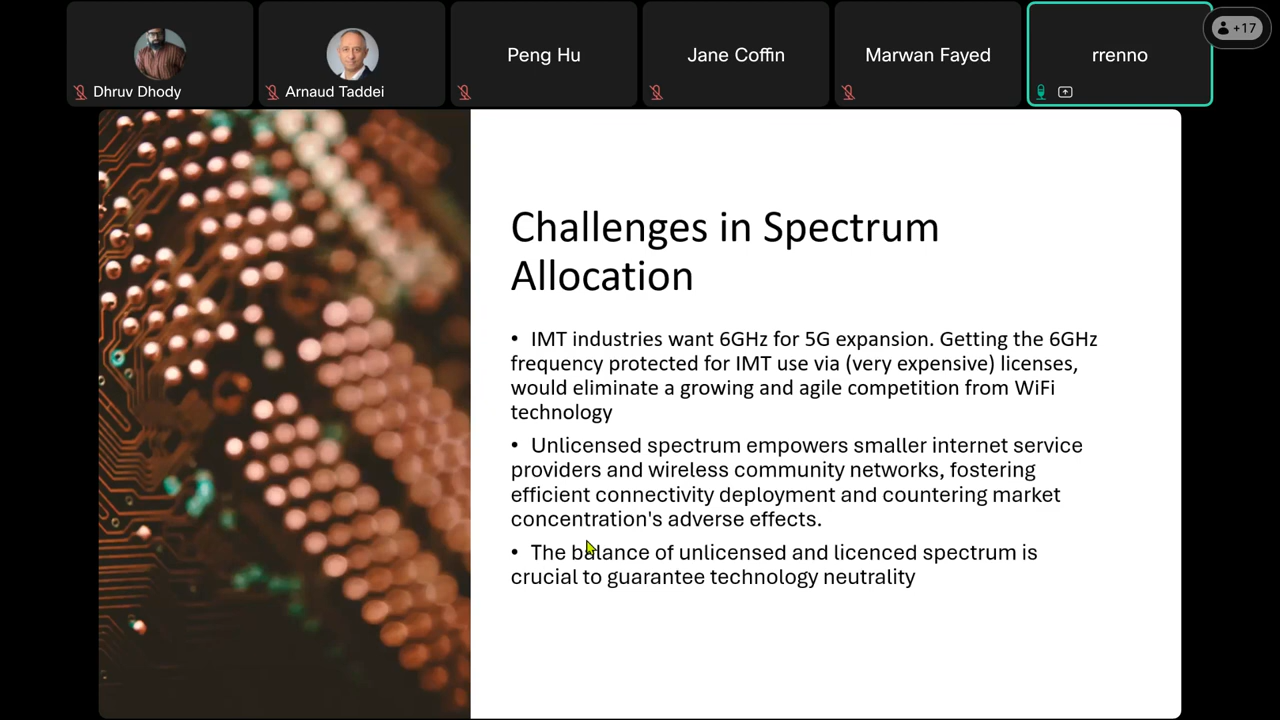 Dhruv Dhody
Arnaud Taddei
Peng Hu
Jane Coffin
Marwan Fayed
rrenno
+17
Challenges in Spectrum
Allocation
• IMT industries want 6GHz for 5G expansion. Getting the 6GHz
frequency protected for IMT use via (very expensive) licenses,
would eliminate a growing and agile competition from WiFi
technology
• Unlicensed spectrum empowers smaller internet service
providers and wireless community networks, fostering
efficient connectivity deployment and countering market
concentration's adverse effects.
• The balance of unlicensed and licenced spectrum is
crucial to guarantee technology neutrality